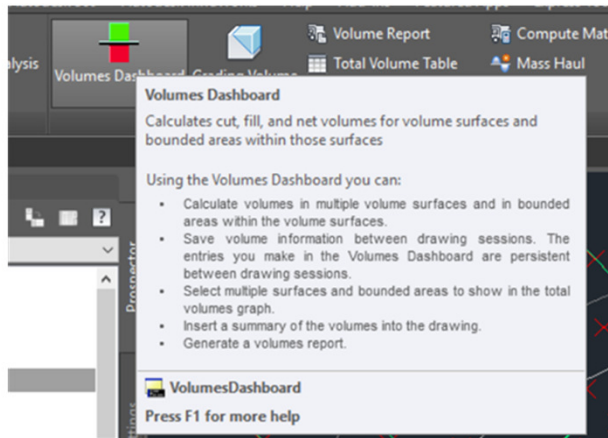 Volume Report
Compute Mat
alysis
Volumes Das
Grading Volume
Total Volume Table
Mass Haul
Volumes Dashboard
Calculates cut, fill, and net volumes for volume surfaces and
bounded areas within those surfaces
Using the Volumes Dashboard you can:
• Calculate volumes in multiple volume surfaces and in bounded
areas within the volume surfaces.
• Save volume information between drawing sessions. The
entries you make in the Volumes Dashboard are persistent
between drawing sessions.
• Select multiple surfaces and bounded areas to show in the total
volumes graph.
• Insert a summary of the volumes into the drawing.
• Generate a volumes report.
VolumesDashboard
Press F1 for more help
Prospector
ttings